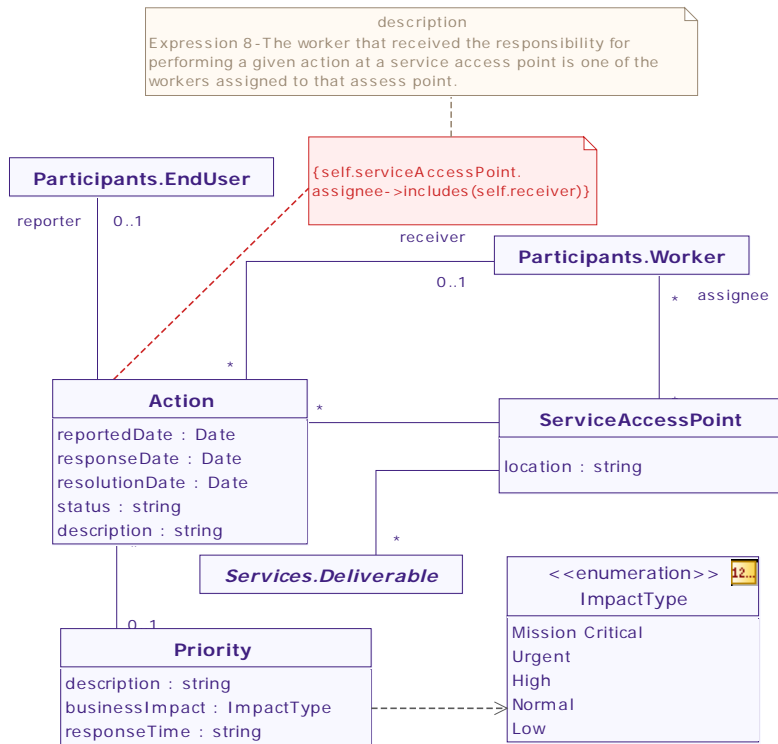 description
Expression 8-The worker that received the responsibility for
performing a given action at a service access point is one of the
workers assigned to that assess point.
{self.serviceAccessPoint.
assignee->includes(self.receiver)}
Participants.EndUser
reporter 0..1
receiver
Participants.Worker
0..1
* assignee
*
Action
reportedDate : Date
responseDate : Date
resolutionDate : Date
status : string
description : string
*
*
ServiceAccessPoint
location : string
*
Services.Deliverable
*
0..1
Priority
description : string
businessImpact : ImpactType
responseTime : string
<<enumeration>>
12...
ImpactType
Mission Critical
Urgent
High
Normal
Low